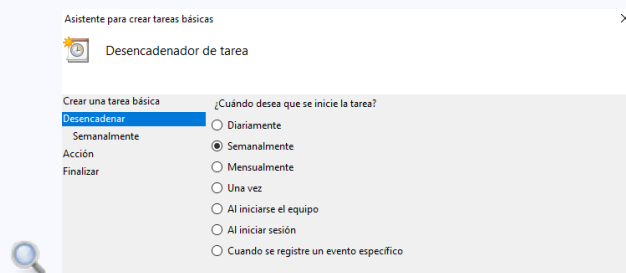 Asistente para crear tareas básicas
Desencadenador de tarea
Crear una tarea básica
Desencadenar
Semanalmente
Acción
Finalizar
¿Cuándo desea que se inicie la tarea?
Diariamente
Semanalmente
Mensualmente
Una vez
Al iniciarse el equipo
Al iniciar sesión
Cuando se registre un evento específico